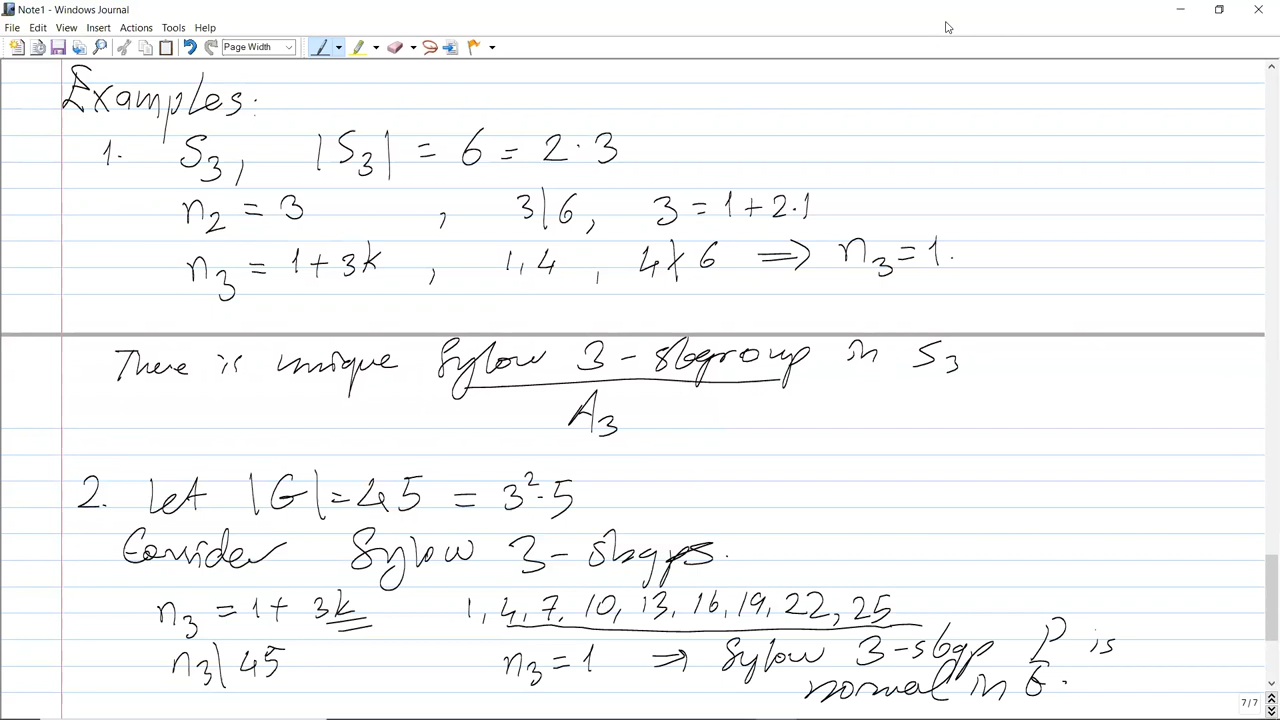 Note1 - Windows Journal
File Edit View Insert Actions Tools Help
Page Width
Examples:
1. S₃, |S₃| = 6 = 2·3
n₂ = 3 , 3|6, 3 = 1+2·1
n₃ = 1+3k , 1,4 , 4∤6 ⟹ n₃=1.
There is unique Sylow 3-sbgroup in S₃
A₃
2. Let |G|=45 = 3²·5
Consider Sylow 3-sbgps.
n₃ = 1+ 3k 1, 4, 7, 10, 13, 16, 19, 22, 25
n₃|45 n₃=1 ⟹ Sylow 3-sbgp P is
normal in G.
7/7